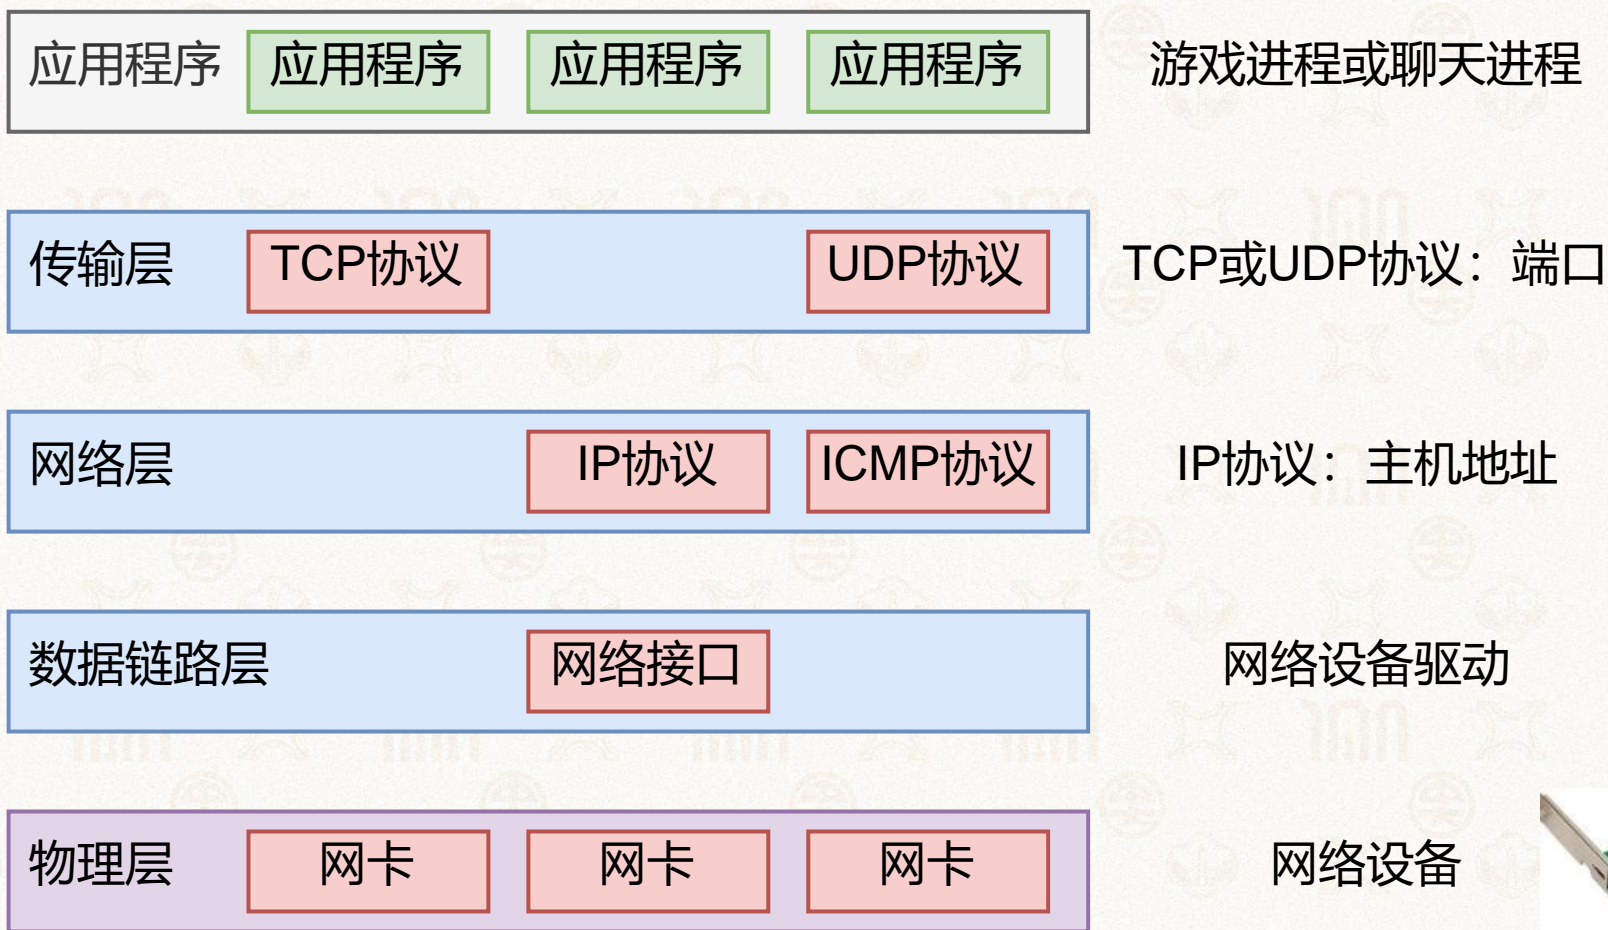 应用程序 应用程序 应用程序 应用程序 游戏进程或聊天进程
传输层 TCP协议 UDP协议 TCP或UDP协议：端口
网络层 IP协议 ICMP协议 IP协议：主机地址
数据链路层 网络接口 网络设备驱动
物理层 网卡 网卡 网卡 网络设备